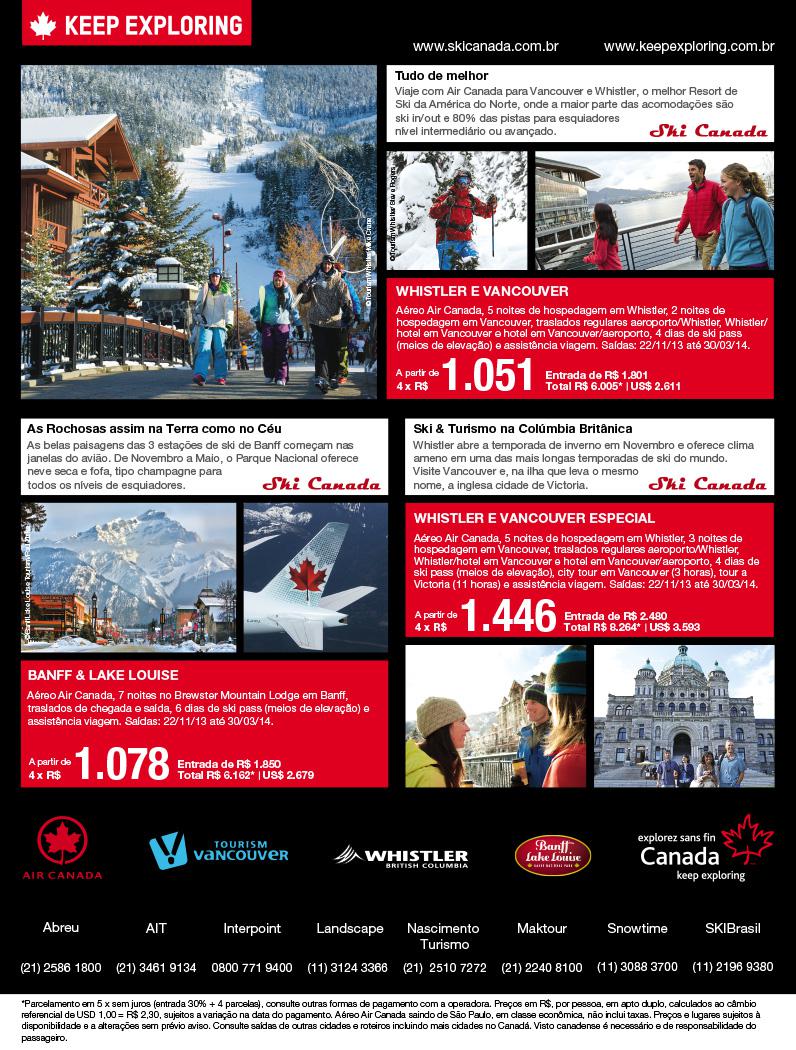 KEEP EXPLORING
www.skicanada.com.br
www.keepexploring.com.br
Tudo de melhor
Viaje com Air Canada para Vancouver e Whistler, o melhor Resort de
Ski da América do Norte, onde a maior parte das acomodações são
ski in/out e 80% das pistas para esquiadores
nível intermediário ou avançado.
Ski Canada
WHISTLER E VANCOUVER
Aéreo Air Canada, 5 noites de hospedagem em Whistler, 2 noites de
hospedagem em Vancouver, traslados regulares aeroporto/Whistler, Whistler/
hotel em Vancouver e hotel em Vancouver/aeroporto, 4 dias de ski pass
(meios de elevação) e assistência viagem. Saídas: 22/11/13 até 30/03/14.
A partir de
4 x R$
1.051
Entrada de R$ 1.801
Total R$ 6.005* | US$ 2.611
©Tourism Whistler/Mike Crane
As Rochosas assim na Terra como no Céu
As belas paisagens das 3 estações de ski de Banff começam nas
janelas do avião. De Novembro a Maio, o Parque Nacional oferece
neve seca e fofa, tipo champagne para
todos os níveis de esquiadores.
Ski Canada
BANFF & LAKE LOUISE
Aéreo Air Canada, 7 noites no Brewster Mountain Lodge em Banff,
traslados de chegada e saída, 6 dias de ski pass (meios de elevação) e
assistência viagem. Saídas: 22/11/13 até 30/03/14.
A partir de
4 x R$
1.078
Entrada de R$ 1.850
Total R$ 6.162* | US$ 2.679
Ski & Turismo na Colúmbia Britânica
Whistler abre a temporada de inverno em Novembro e oferece clima
ameno em uma das mais longas temporadas de ski do mundo.
Visite Vancouver e, na ilha que leva o mesmo
nome, a inglesa cidade de Victoria.
Ski Canada
WHISTLER E VANCOUVER ESPECIAL
Aéreo Air Canada, 5 noites de hospedagem em Whistler, 3 noites de
hospedagem em Vancouver, traslados regulares aeroporto/Whistler,
Whistler/hotel em Vancouver e hotel em Vancouver/aeroporto, 4 dias de
ski pass (meios de elevação), city tour em Vancouver (3 horas), tour a
Victoria (11 horas) e assistência viagem. Saídas: 22/11/13 até 30/03/14.
A partir de
4 x R$
1.446
Entrada de R$ 2.480
Total R$ 8.264* | US$ 3.593
AIR CANADA
TOURISM
VANCOUVER
WHISTLER
BRITISH COLUMBIA
Banff
Lake Louise
explorez sans fin
Canada
keep exploring
Abreu
(21) 2586 1800
AIT
(21) 3461 9134
Interpoint
0800 771 9400
Landscape
(11) 3124 3366
Nascimento
Turismo
(21) 2510 7272
Maktour
(21) 2240 8100
Snowtime
(11) 3088 3700
SKIBrasil
(11) 2196 9380
*Parcelamento em 5 x sem juros (entrada 30% + 4 parcelas), consulte outras formas de pagamento com a operadora. Preços em R$, por pessoa, em apto duplo, calculados ao câmbio
referencial de USD 1,00 = R$ 2,30, sujeitos a variação na data do pagamento. Aéreo Air Canada saindo de São Paulo, em classe econômica, não inclui taxas. Preços e lugares sujeitos à
disponibilidade e a alterações sem prévio aviso. Consulte saídas de outras cidades e roteiros incluindo mais cidades no Canadá. Visto canadense é necessário e de responsabilidade do
passageiro.